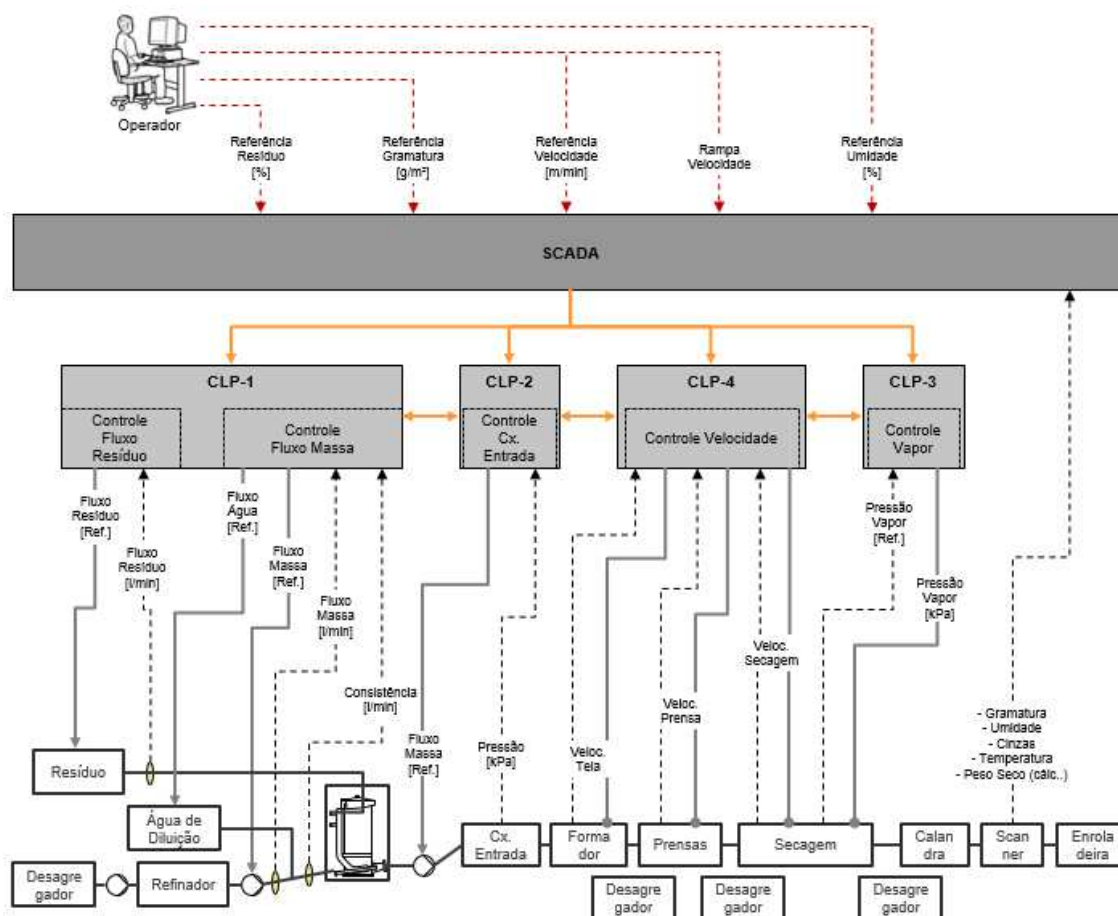 Operador
Referência
Resíduo
[%]
Referência
Gramatura
[g/m²]
Referência
Velocidade
[m/min]
Rampa
Velocidade
Referência
Umidade
[%]
SCADA
CLP-1
Controle
Fluxo
Resíduo
Controle
Fluxo Massa
CLP-2
Controle
Cx.
Entrada
CLP-4
Controle Velocidade
CLP-3
Controle
Vapor
Fluxo
Resíduo
[Ref.]
Fluxo
Resíduo
[l/min]
Fluxo
Água
[Ref.]
Fluxo
Massa
[Ref.]
Fluxo
Massa
[l/min]
Consistência
[l/min]
Fluxo
Massa
[Ref.]
Pressão
[kPa]
Veloc.
Tela
Veloc.
Prensa
Veloc.
Secagem
Pressão
Vapor
[Ref.]
Pressão
Vapor
[kPa]
- Gramatura
- Umidade
- Cinzas
- Temperatura
- Peso Seco (cálc..)
Resíduo
Água de
Diluição
Desagre
gador
Refinador
Cx.
Entrada
Forma
dor
Prensas
Secagem
Calan
dra
Scan
ner
Enrola
deira
Desagre
gador
Desagre
gador
Desagre
gador